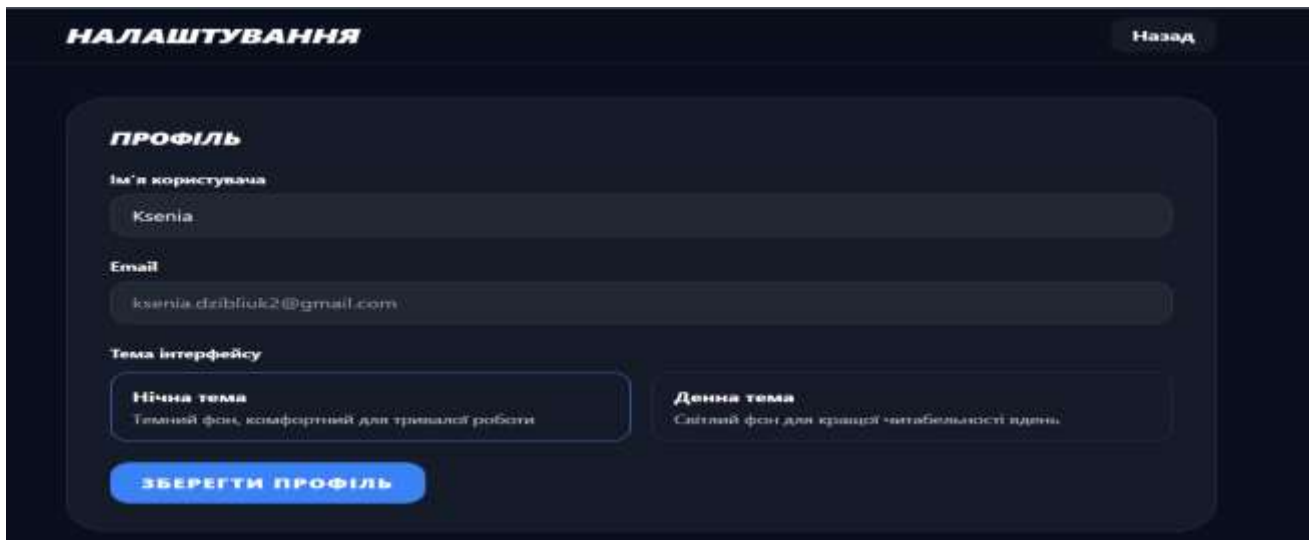 НАЛАШТУВАННЯ
Назад
ПРОФІЛЬ
Ім'я користувача
Ksenia
Email
ksenia.dzibliuk2@gmail.com
Тема інтерфейсу
Нічна тема
Темний фон, комфортний для тривалої роботи
Денна тема
Світлий фон для кращої читабельності вдень
ЗБЕРЕГТИ ПРОФІЛЬ